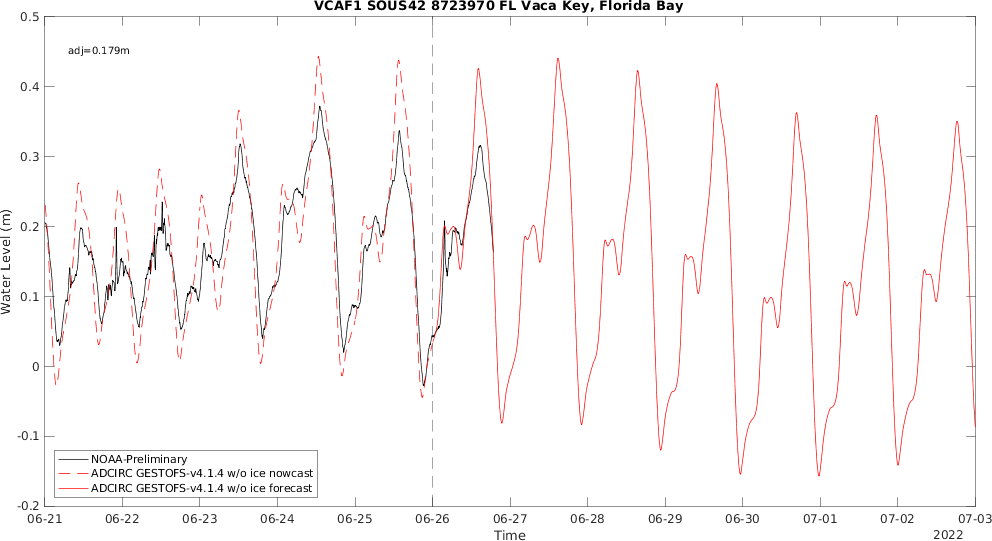 VCAF1 SOUS42 8723970 FL Vaca Key, Florida Bay
adj=0.179m
0.5
0.4
0.3
0.2
0.1
0
-0.1
-0.2
Water Level (m)
NOAA-Preliminary
ADCIRC GESTOFS-v4.1.4 w/o ice nowcast
ADCIRC GESTOFS-v4.1.4 w/o ice forecast
06-21 06-22 06-23 06-24 06-25 06-26 06-27 06-28 06-29 06-30 07-01 07-02 07-03
Time
2022